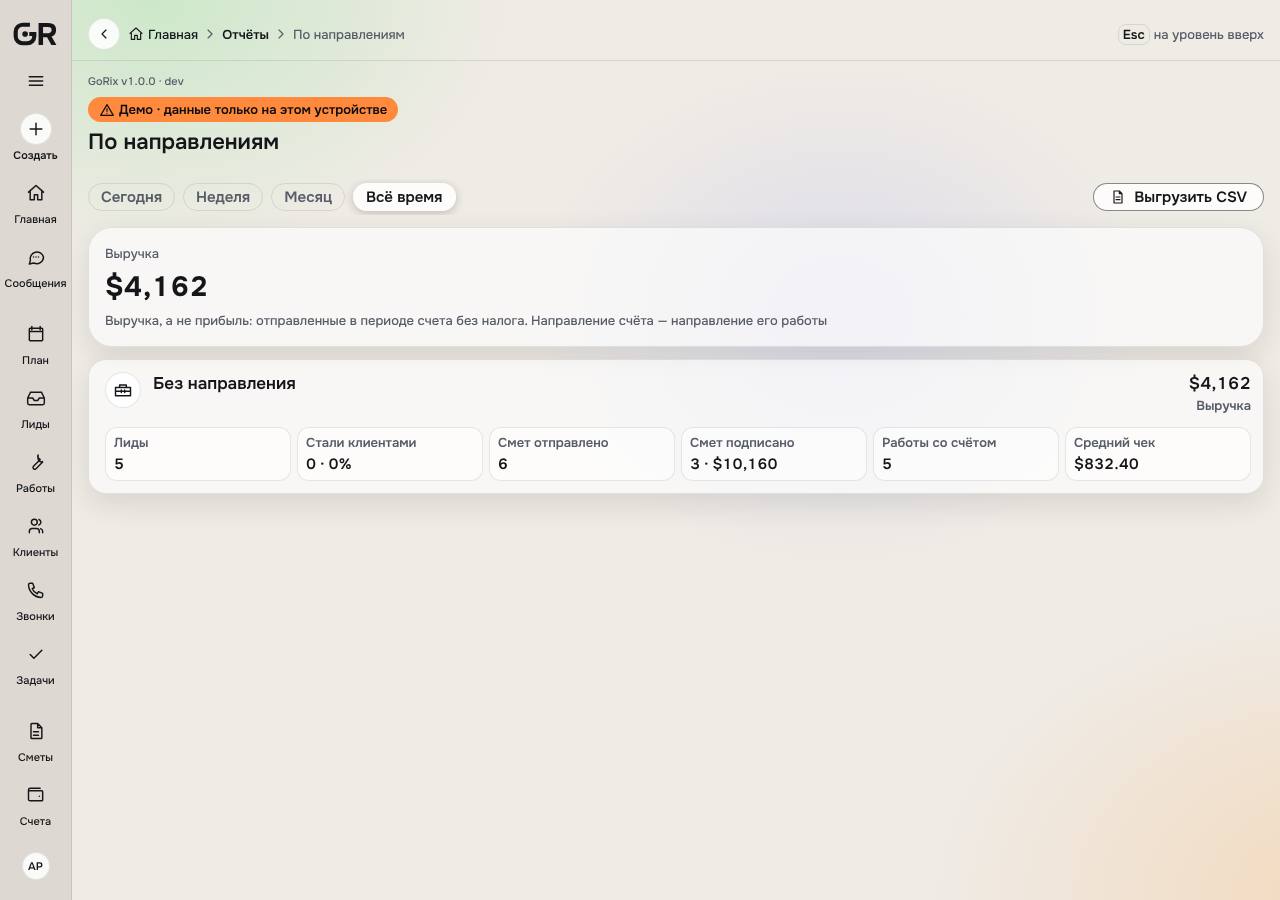 GR
Главная
Отчёты
По направлениям
Esc на уровень вверх
GoRix v1.0.0 · dev
Демо · данные только на этом устройстве
По направлениям
Сегодня
Неделя
Месяц
Всё время
Выгрузить CSV
Выручка
$4,162
Выручка, а не прибыль: отправленные в периоде счета без налога. Направление счёта — направление его работы
Без направления
$4,162
Выручка
Лиды
5
Стали клиентами
0 · 0%
Смет отправлено
6
Смет подписано
3 · $10,160
Работы со счётом
5
Средний чек
$832.40
Создать
Главная
Сообщения
План
Лиды
Работы
Клиенты
Звонки
Задачи
Сметы
Счета
AP